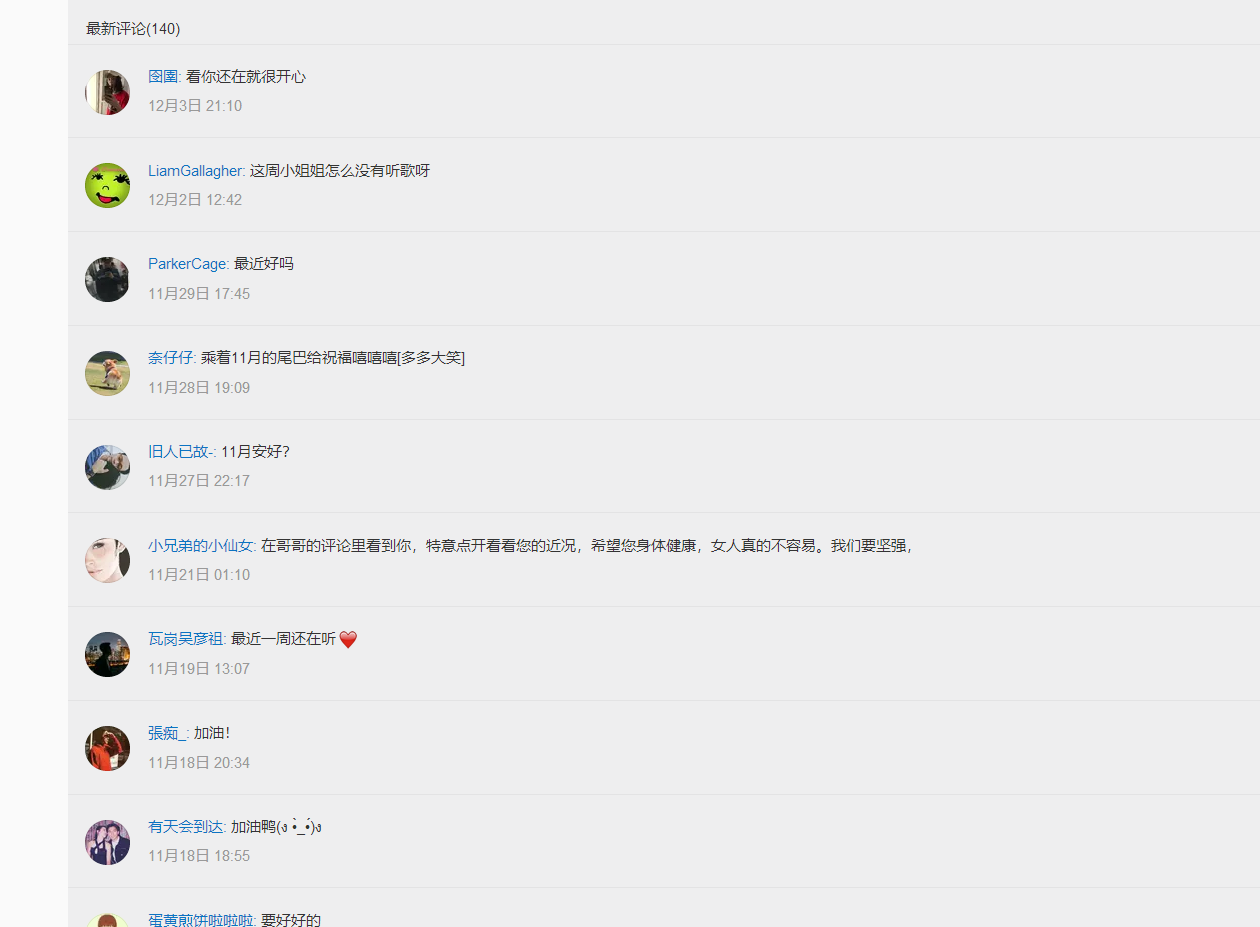 最新评论(140)
囹圉: 看你还在就很开心
12月3日 21:10
LiamGallagher: 这周小姐姐怎么没有听歌呀
12月2日 12:42
ParkerCage: 最近好吗
11月29日 17:45
奈仔仔: 乘着11月的尾巴给祝福嘻嘻嘻[多多大笑]
11月28日 19:09
旧人已故-: 11月安好?
11月27日 22:17
小兄弟的小仙女: 在哥哥的评论里看到你，特意点开看看您的近况，希望您身体健康，女人真的不容易。我们要坚强，
11月21日 01:10
瓦岗吴彦祖: 最近一周还在听❤️
11月19日 13:07
張痴_: 加油！
11月18日 20:34
有天会到达: 加油鸭(ง •̀_•́)ง
11月18日 18:55
蛋黄煎饼啦啦啦: 要好好的